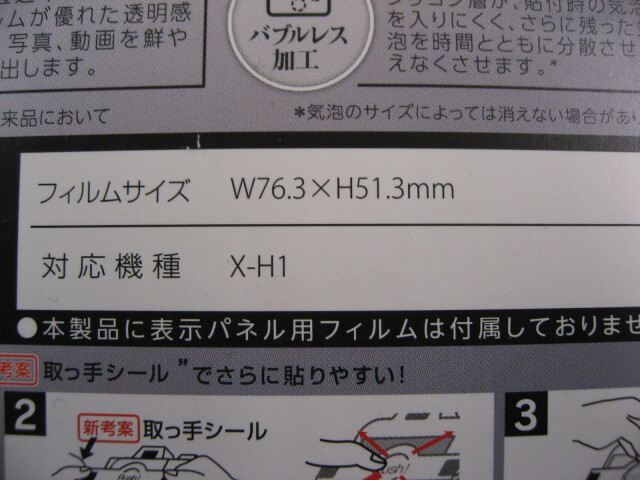 ムが優れた透明感
写真、動画を鮮や
出します。
バブルレス
加工
を入りにくく、さらに残った
泡を時間とともに分散させ
えなくさせます。*
来品において
*気泡のサイズによっては消えない場合があり
フィルムサイズ W76.3×H51.3mm
対応機種 X-H1
●本製品に表示パネル用フィルムは付属しておりませ
考案 取っ手シール”でさらに貼りやすい!
2
新考案 取っ手シール
Push!
3